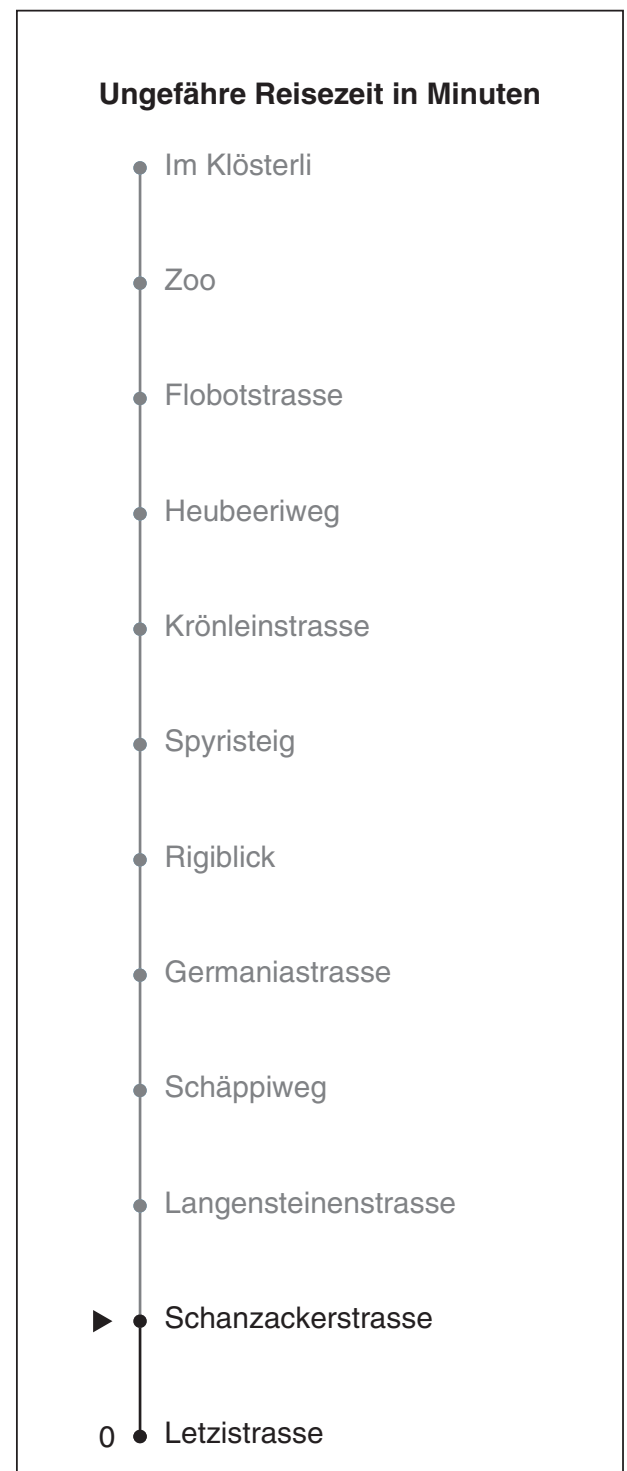 Ungefähre Reisezeit in Minuten
Im Klösterli
Zoo
Flobotstrasse
Heubeeriweg
Krönleinstrasse
Spyristeig
Rigiblick
Germaniastrasse
Schäppiweg
Langensteinenstrasse
Schanzackerstrasse
0 Letzistrasse